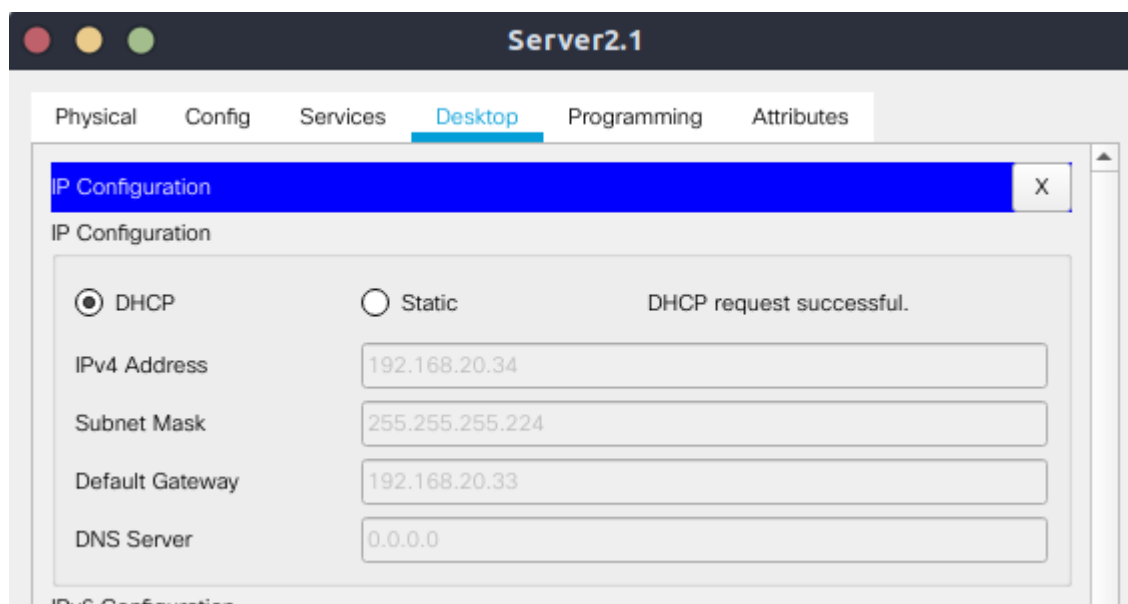 Server2.1
Physical Config Services Desktop Programming Attributes
IP Configuration X
IP Configuration
DHCP Static DHCP request successful.
IPv4 Address 192.168.20.34
Subnet Mask 255.255.255.224
Default Gateway 192.168.20.33
DNS Server 0.0.0.0
IPv6 Configuration